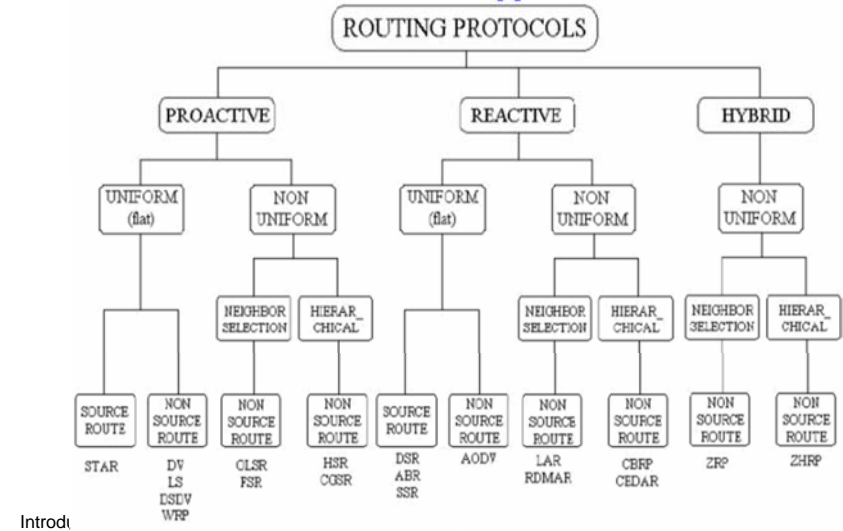 ROUTING PROTOCOLS
PROACTIVE
REACTIVE
HYBRID
UNIFORM
(flat)
NON
UNIFORM
UNIFORM
(flat)
NON
UNIFORM
NON
UNIFORM
NEIGHBOR
SELECTION
HIERAR_
CHICAL
NEIGHBOR
SELECTION
HIERAR_
CHICAL
NEIGHBOR
SELECTION
HIERAR_
CHICAL
SOURCE
ROUTE
NON
SOURCE
ROUTE
NON
SOURCE
ROUTE
NON
SOURCE
ROUTE
SOURCE
ROUTE
NON
SOURCE
ROUTE
NON
SOURCE
ROUTE
NON
SOURCE
ROUTE
NON
SOURCE
ROUTE
NON
SOURCE
ROUTE
STAR
DV
LS
DSDV
WRP
OLSR
FSR
HSR
CGSR
DSR
ABR
SSR
AODV
LAR
RDMAR
CBRP
CEDAR
ZRP
ZHRP
Introdu